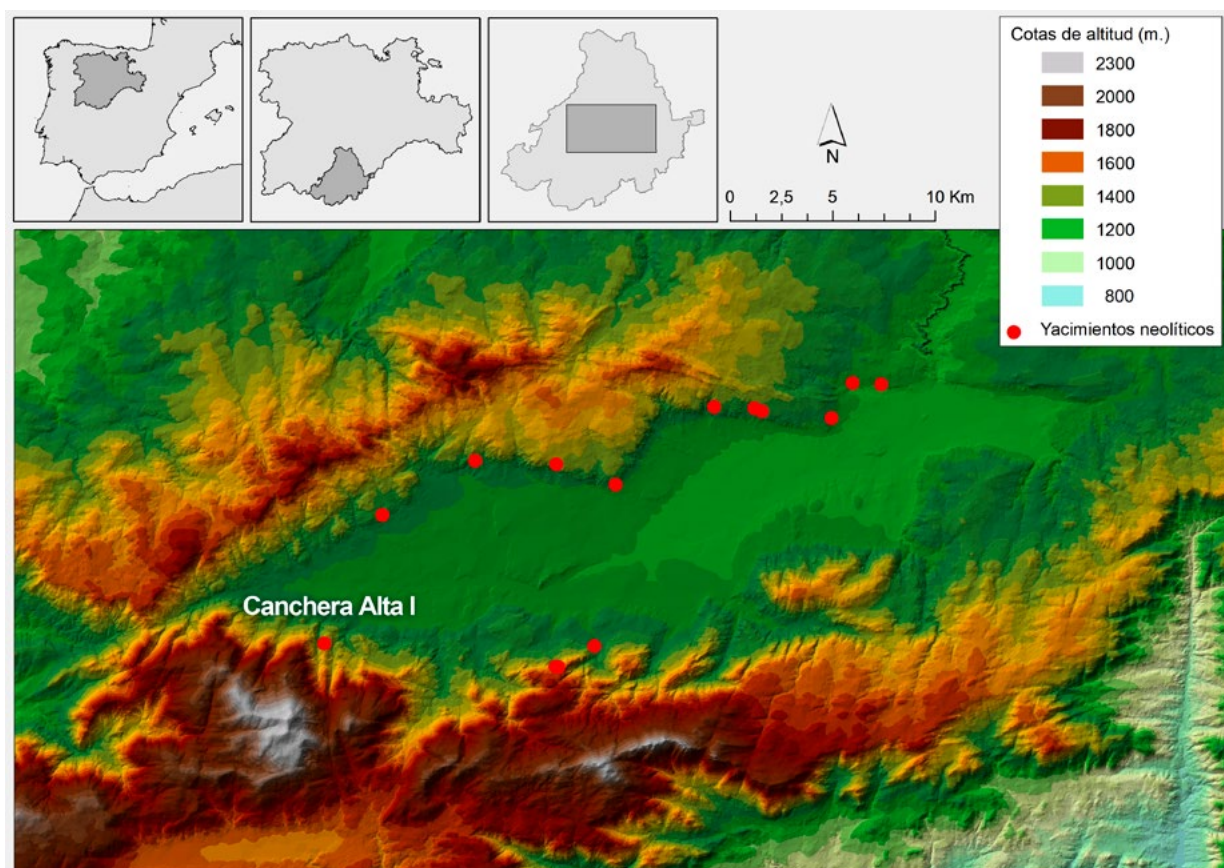 Cotas de altitud (m.)
2300
2000
1800
1600
1400
1200
1000
800
Yacimientos neolíticos
N
0 2,5 5 10 Km
Canchera Alta I